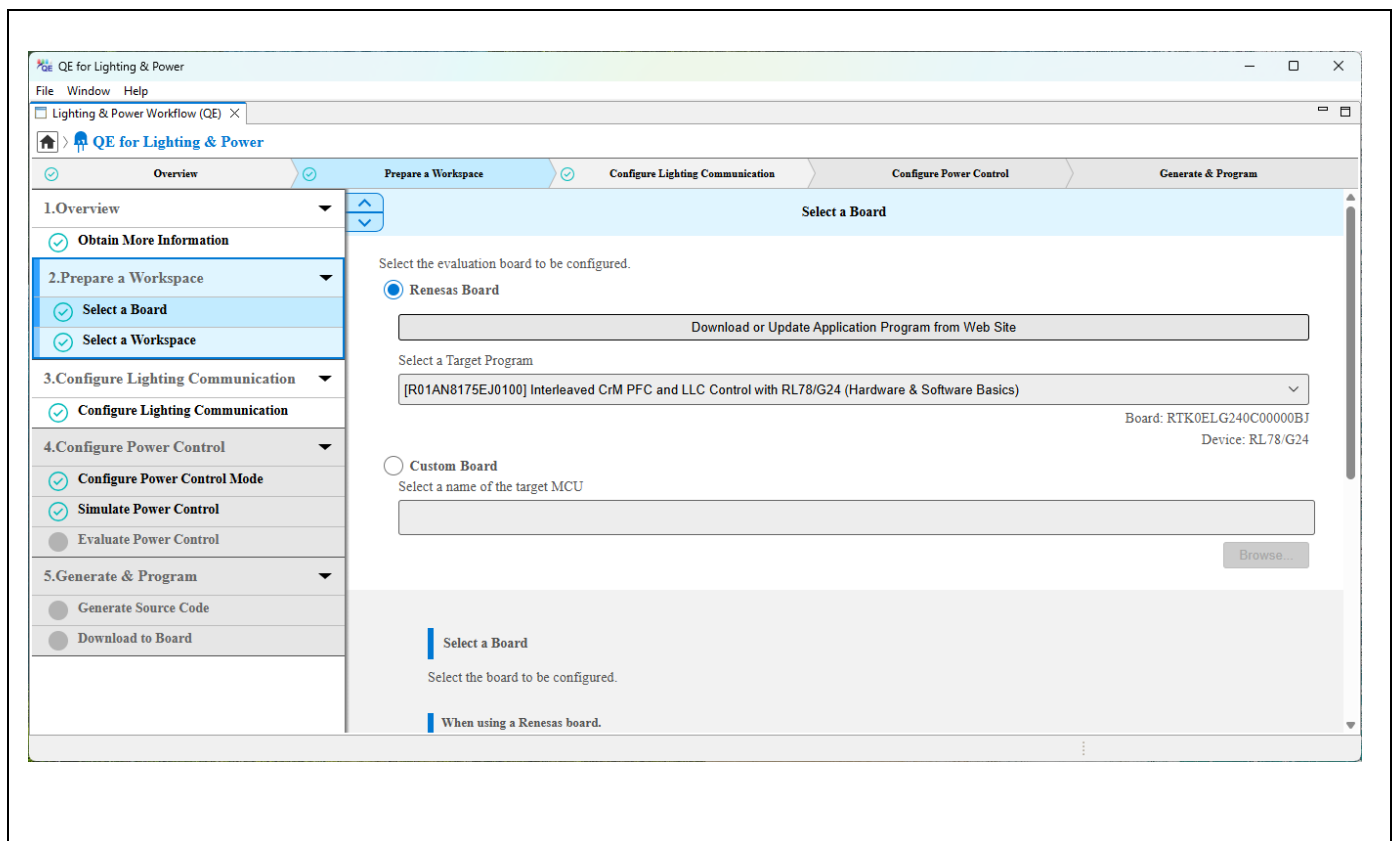 QE for Lighting & Power
File Window Help
Lighting & Power Workflow (QE)
QE for Lighting & Power
Overview Prepare a Workspace Configure Lighting Communication Configure Power Control Generate & Program
1.Overview
Obtain More Information
2.Prepare a Workspace
Select a Board
Select a Workspace
3.Configure Lighting Communication
Configure Lighting Communication
4.Configure Power Control
Configure Power Control Mode
Simulate Power Control
Evaluate Power Control
5.Generate & Program
Generate Source Code
Download to Board
Select a Board
Select the evaluation board to be configured.
Renesas Board
Download or Update Application Program from Web Site
Select a Target Program
[R01AN8175EJ0100] Interleaved CrM PFC and LLC Control with RL78/G24 (Hardware & Software Basics)
Board: RTK0ELG240C00000BJ
Device: RL78/G24
Custom Board
Select a name of the target MCU
Browse...
Select a Board
Select the board to be configured.
When using a Renesas board.